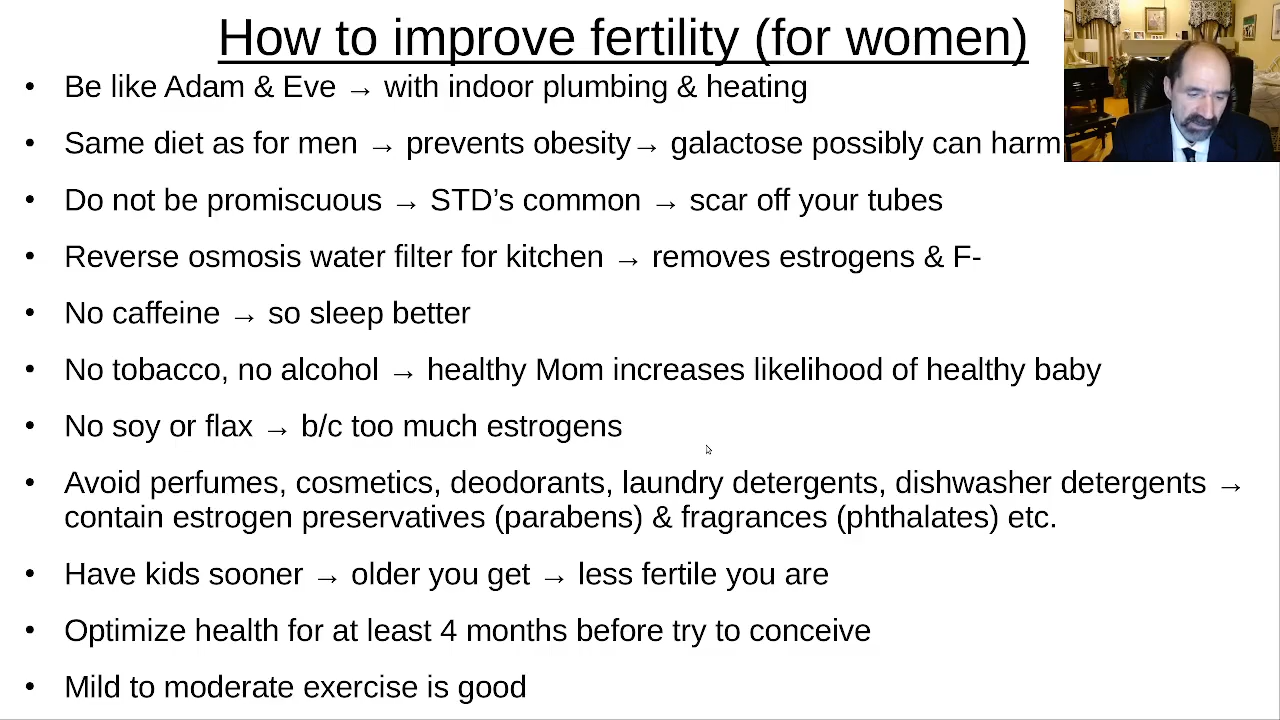 How to improve fertility (for women)
• Be like Adam & Eve → with indoor plumbing & heating
• Same diet as for men → prevents obesity→ galactose possibly can harm
• Do not be promiscuous → STD’s common → scar off your tubes
• Reverse osmosis water filter for kitchen → removes estrogens & F-
• No caffeine → so sleep better
• No tobacco, no alcohol → healthy Mom increases likelihood of healthy baby
• No soy or flax → b/c too much estrogens
• Avoid perfumes, cosmetics, deodorants, laundry detergents, dishwasher detergents →
contain estrogen preservatives (parabens) & fragrances (phthalates) etc.
• Have kids sooner → older you get → less fertile you are
• Optimize health for at least 4 months before try to conceive
• Mild to moderate exercise is good